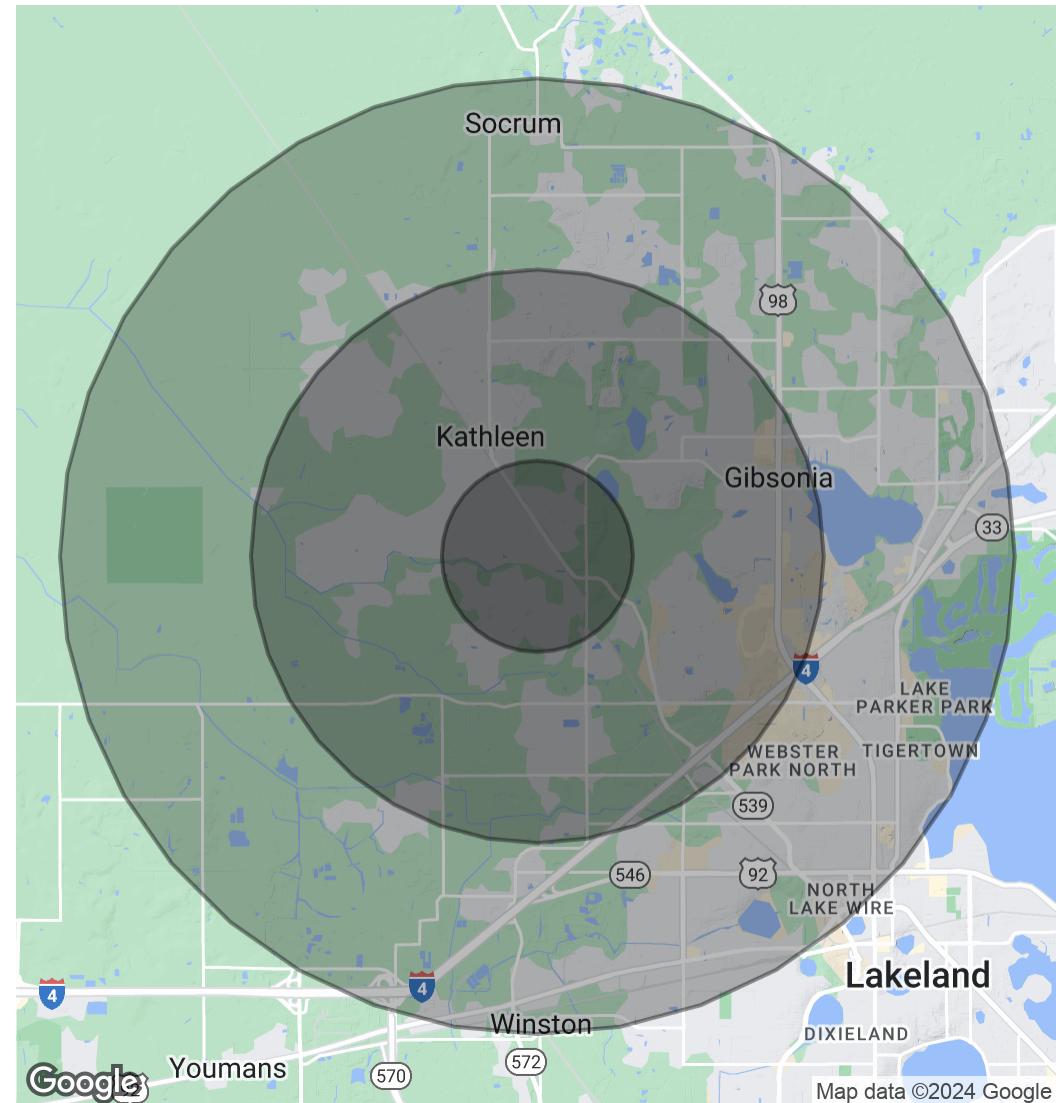 Socrum
98
Kathleen
Gibsonia
33
4
LAKE
PARKER PARK
WEBSTER
PARK NORTH
TIGERTOWN
539
546
92
NORTH
LAKE WIRE
4
4
Lakeland
Winston
DIXIELAND
572
Youmans
570
Google
92
Map data ©2024 Google